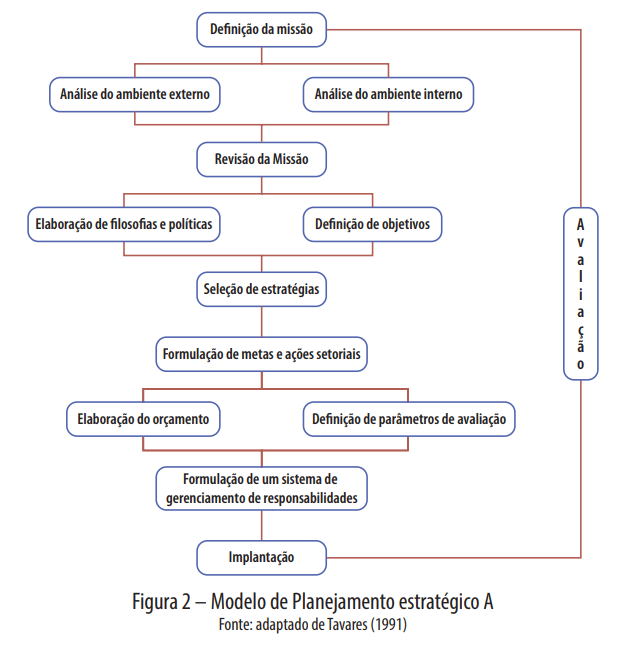 Definição da missão
Análise do ambiente externo
Análise do ambiente interno
Revisão da Missão
Elaboração de filosofias e políticas
Definição de objetivos
Seleção de estratégias
Formulação de metas e ações setoriais
Elaboração do orçamento
Definição de parâmetros de avaliação
Formulação de um sistema de
gerenciamento de responsabilidades
Implantação
Avaliação
Figura 2 – Modelo de Planejamento estratégico A
Fonte: adaptado de Tavares (1991)